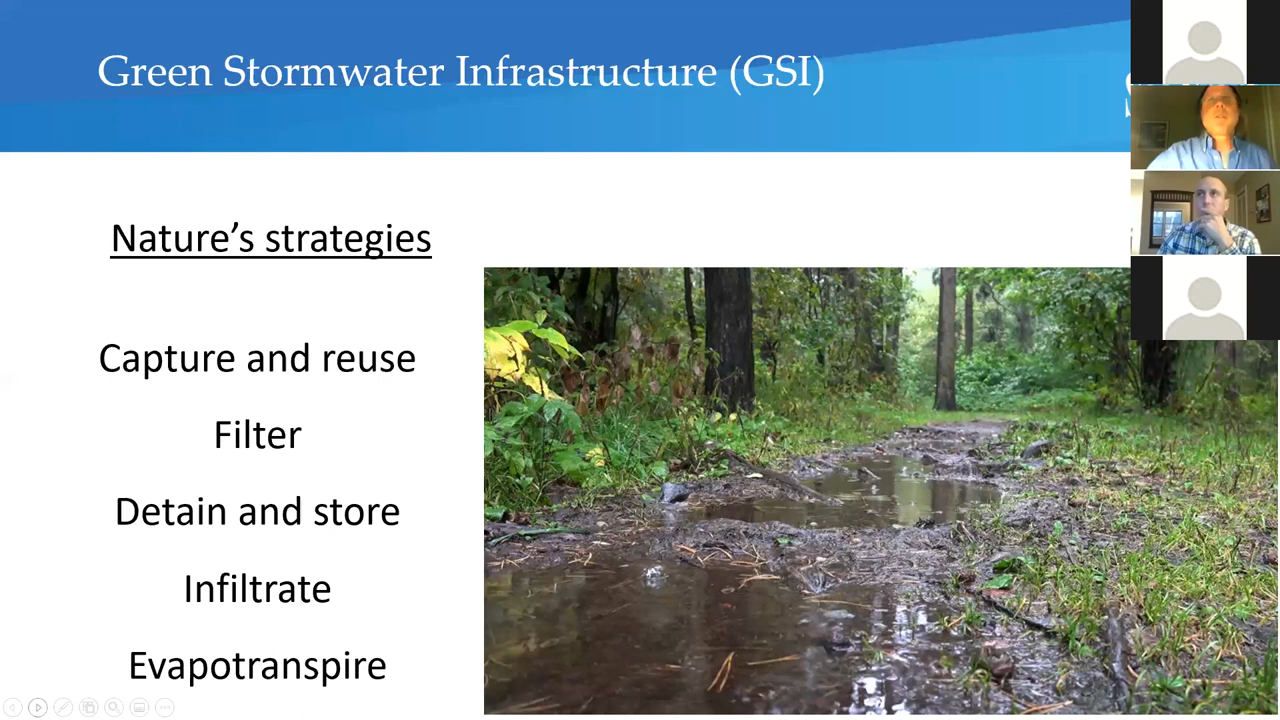 Green Stormwater Infrastructure (GSI)
Nature's strategies
Capture and reuse
Filter
Detain and store
Infiltrate
Evapotranspire